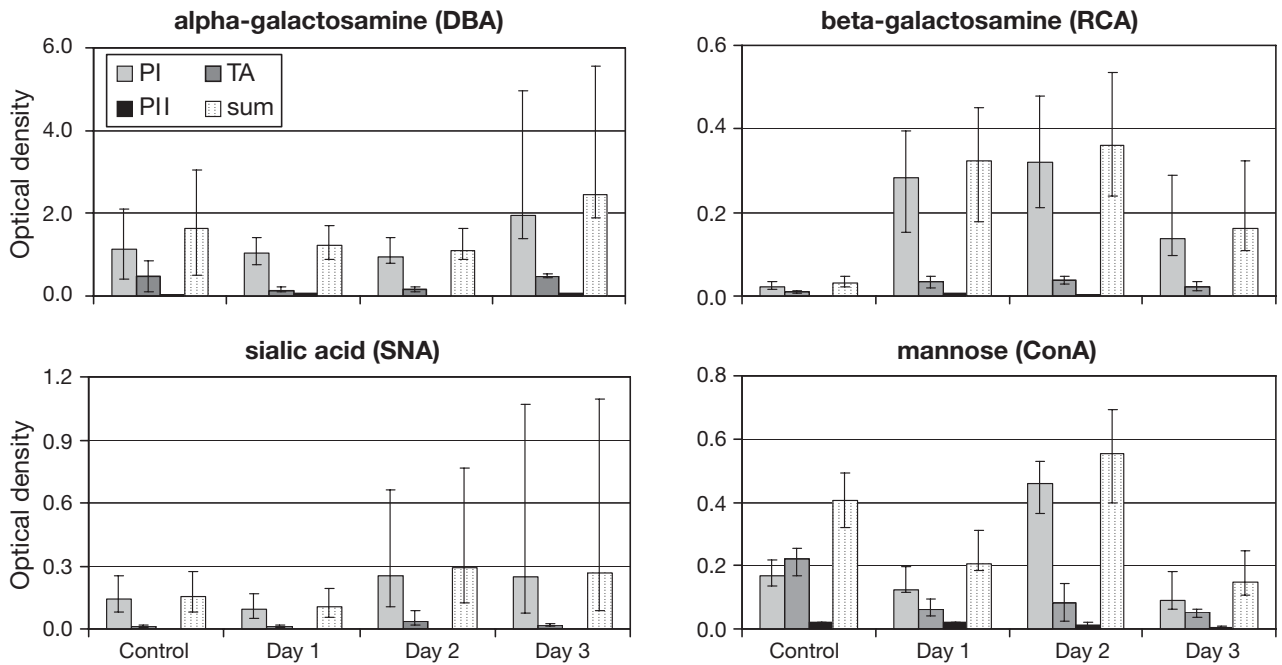 alpha-galactosamine (DBA)
6.0
4.0
2.0
0.0
Optical density
PI
TA
PII
sum
beta-galactosamine (RCA)
0.6
0.4
0.2
0.0
sialic acid (SNA)
1.2
0.9
0.6
0.3
0.0
Optical density
Control
Day 1
Day 2
Day 3
mannose (ConA)
0.8
0.6
0.4
0.2
0.0
Control
Day 1
Day 2
Day 3